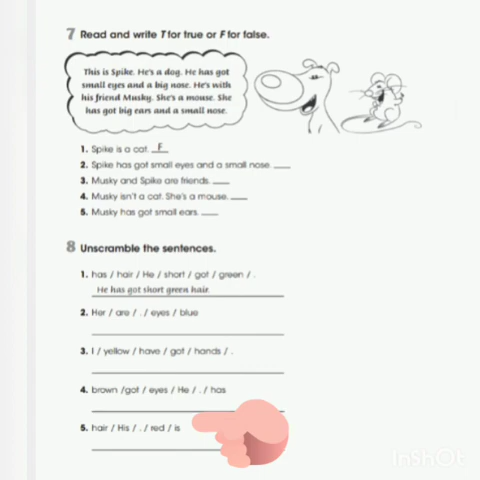 7 Read and write T for true or F for false.
This is Spike. He's a dog. He has got
small eyes and a big nose. He's with
his friend Musky. She's a mouse. She
has got big ears and a small nose.
1. Spike is a cat. F
2. Spike has got small eyes and a small nose. ____
3. Musky and Spike are friends. ____
4. Musky isn't a cat. She's a mouse. ____
5. Musky has got small ears. ____
8 Unscramble the sentences.
1. has / hair / He / short / got / green / .
He has got short green hair.
2. Her / are / . / eyes / blue
3. I / yellow / have / got / hands / .
4. brown /got / eyes / He / . / has
5. hair / His / . / red / is
InShOt